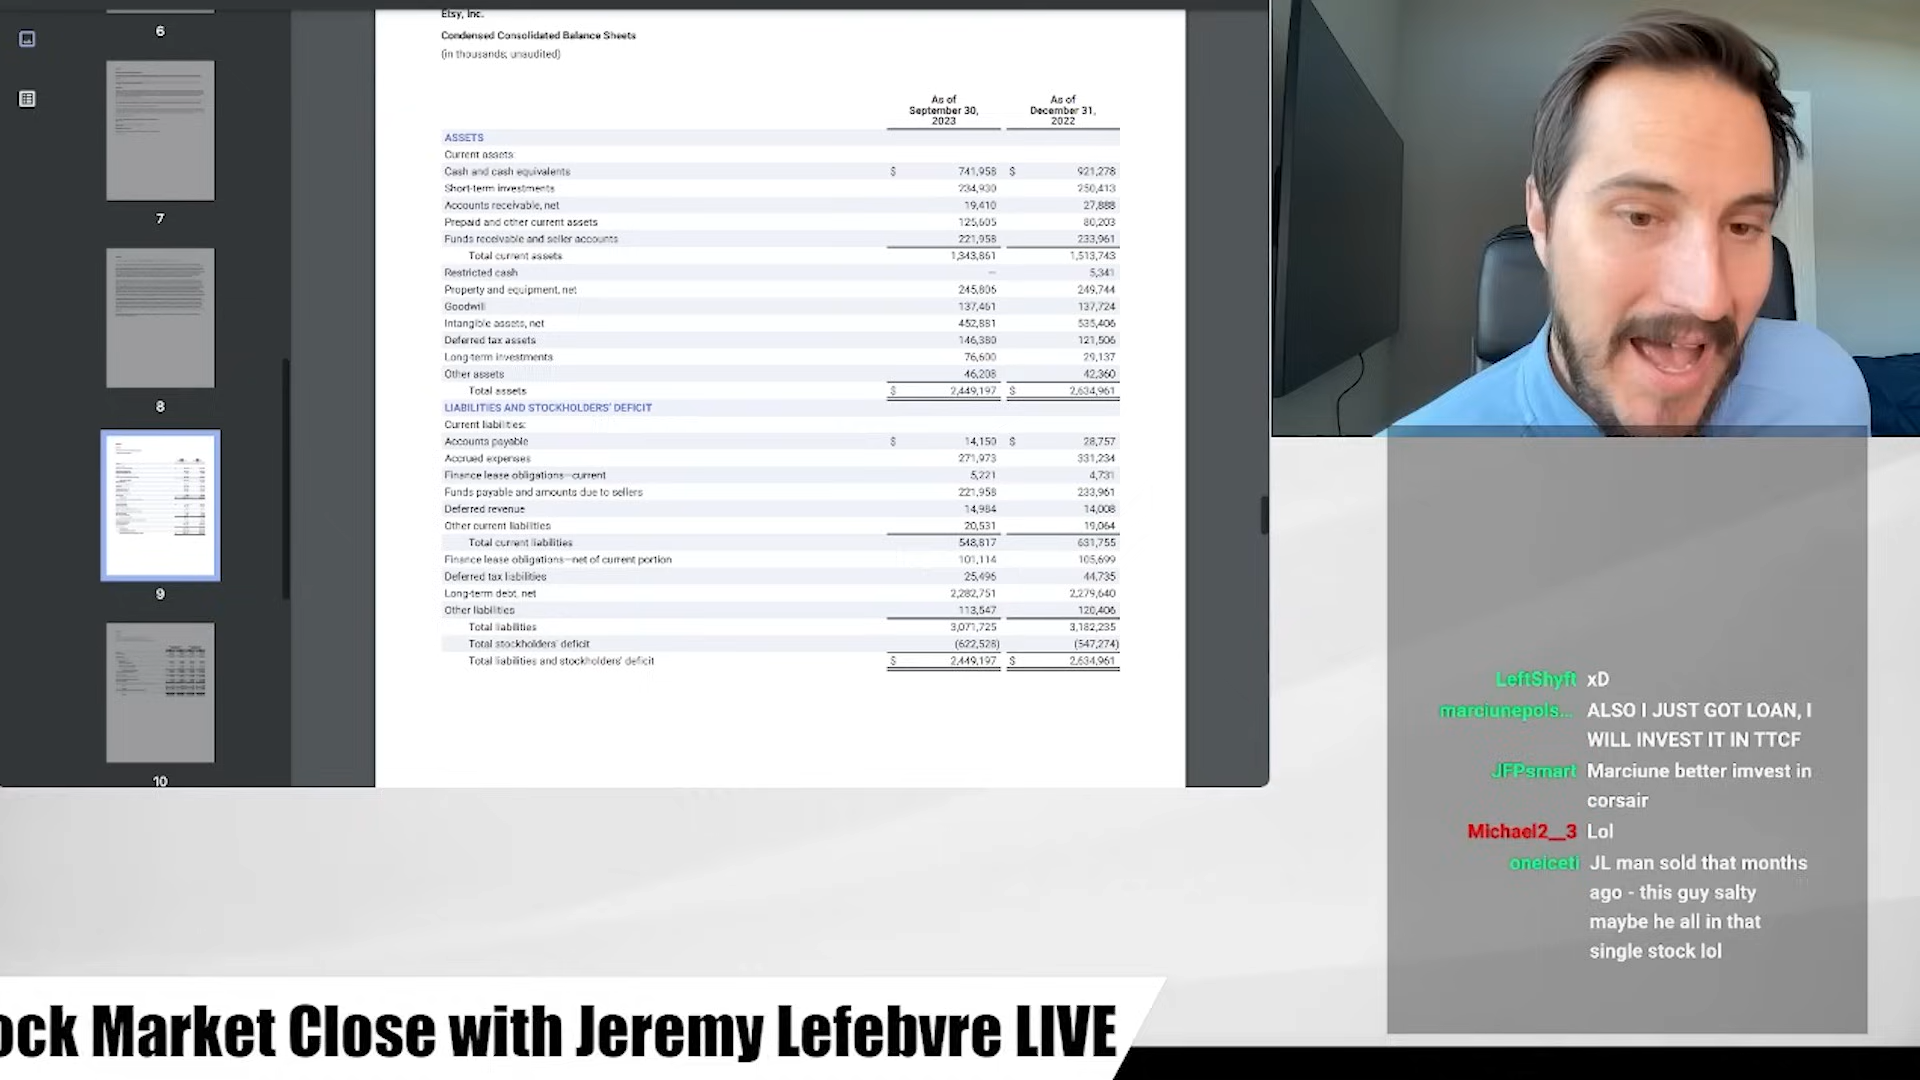 6
7
8
9
10
Etsy, Inc.
Condensed Consolidated Balance Sheets
(in thousands; unaudited)
As of September 30, 2023 As of December 31, 2022
ASSETS
Current assets:
Cash and cash equivalents $ 741,958 $ 921,278
Short-term investments 234,930 250,413
Accounts receivable, net 19,410 27,888
Prepaid and other current assets 125,605 80,203
Funds receivable and seller accounts 221,958 233,961
Total current assets 1,343,861 1,513,743
Restricted cash — 5,341
Property and equipment, net 245,806 249,744
Goodwill 137,461 137,724
Intangible assets, net 452,881 535,406
Deferred tax assets 146,380 121,506
Long-term investments 76,600 29,137
Other assets 46,208 42,360
Total assets $ 2,449,197 $ 2,634,961
LIABILITIES AND STOCKHOLDERS' DEFICIT
Current liabilities:
Accounts payable $ 14,150 $ 28,757
Accrued expenses 271,973 331,234
Finance lease obligations—current 5,221 4,731
Funds payable and amounts due to sellers 221,958 233,961
Deferred revenue 14,984 14,008
Other current liabilities 20,531 19,064
Total current liabilities 548,817 631,755
Finance lease obligations—net of current portion 101,114 105,699
Deferred tax liabilities 25,496 44,735
Long-term debt, net 2,282,751 2,279,640
Other liabilities 113,547 120,406
Total liabilities 3,071,725 3,182,235
Total stockholders' deficit (622,528) (547,274)
Total liabilities and stockholders' deficit $ 2,449,197 $ 2,634,961
LeftShyft xD
marciunepols... ALSO I JUST GOT LOAN, I
WILL INVEST IT IN TTCF
JFPsmart Marciune better imvest in
corsair
Michael2__3 Lol
oneiceti JL man sold that months
ago - this guy salty
maybe he all in that
single stock lol
ock Market Close with Jeremy Lefebvre LIVE